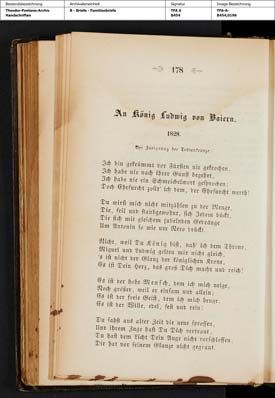 Bestandsbezeichnung
Theodor-Fontane-Archiv
Handschriften
Archivalieneinheit
B - Briefe - Familienbriefe
Signatur
TFA A
B454
Image Bezeichnung
TFA-A-
B454,0196
178
An König Ludwig von Baiern.
1828.
Bei Zueignung der Todtenkränze.
Ich bin gekrümmt vor Fürsten nie gekrochen,
Ich habe nie nach ihrer Gunst begehrt,
Ich habe nie ein Schmeichelwort gesprochen;
Doch Ehrfurcht zollt' ich dem, der Ehrfurcht werth!
Du wirst mich nicht mitzählen zu der Menge,
Die, feil und staubgewohnt, sich Jedem bückt,
Die sich mit gleichem jubelnden Gedränge
Um Antonin so wie um Nero drückt.
Nicht, weil Du König bist, nah' ich dem Throne,
Miguel und Ludwig gelten mir nicht gleich,
's ist nicht der Glanz der königlichen Krone,
Es ist Dein Herz, das groß Dich macht und reich!
Es ist der hohe Mensch, dem ich mich neige,
Noch größer, weil er einsam und allein,
Es ist der freie Geist, dem ich mich beuge,
Es ist der Wille, edel, fest und rein!
Du sahst aus alter Zeit die
Und ihrem Zuge hast Du Dich vertraut,
Du hast dem Licht Dein Auge nicht verschlossen,
Die hat vor seinem Glanze nicht gegraut.